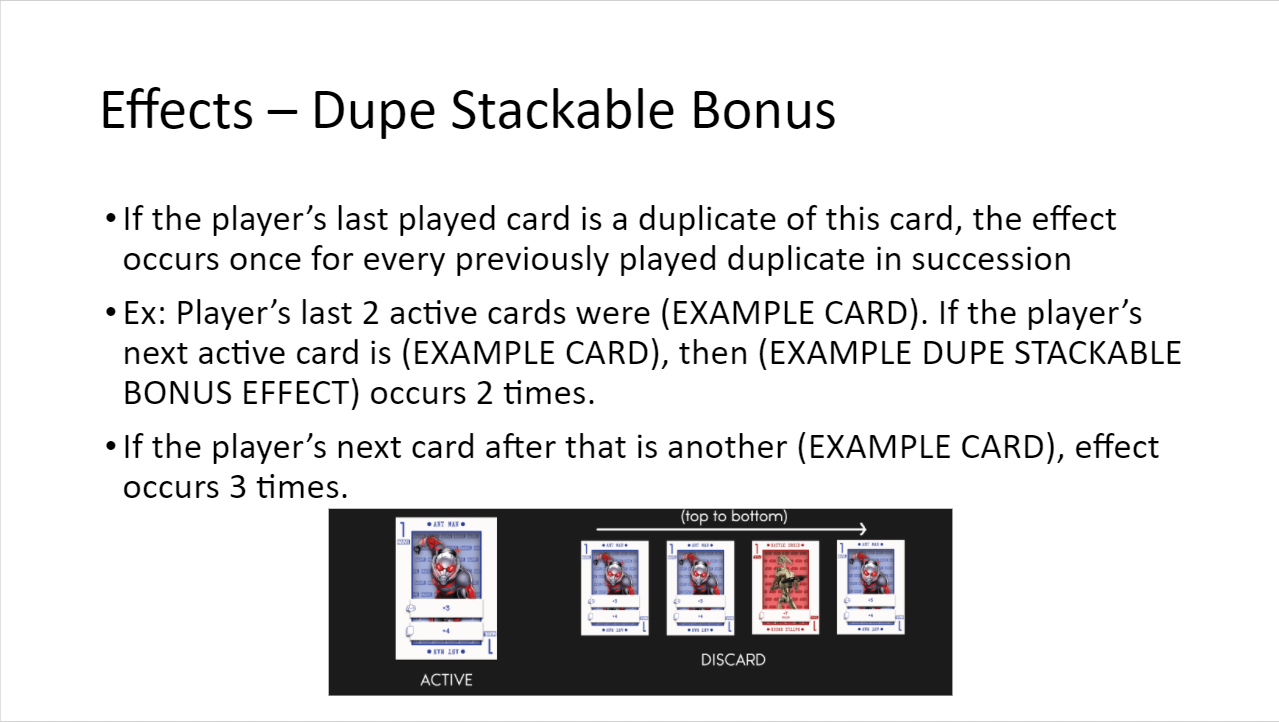 Effects – Dupe Stackable Bonus
•If the player’s last played card is a duplicate of this card, the effect
occurs once for every previously played duplicate in succession
•Ex: Player’s last 2 active cards were (EXAMPLE CARD). If the player’s
next active card is (EXAMPLE CARD), then (EXAMPLE DUPE STACKABLE
BONUS EFFECT) occurs 2 times.
•If the player’s next card after that is another (EXAMPLE CARD), effect
occurs 3 times.
(top to bottom)
1 • ANT MAN •
+3
+4
1
ANT MAN
ACTIVE
• ANT MAN •
• ANT MAN •
• ANT MAN •
DISCARD